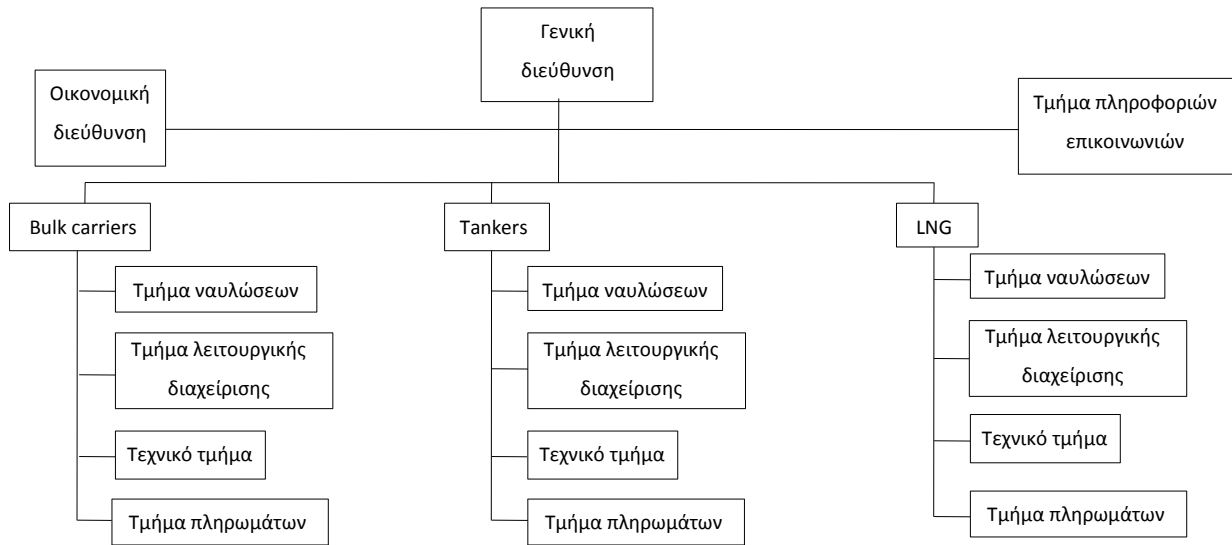 Γενική
διεύθυνση
Οικονομική
διεύθυνση
Τμήμα πληροφοριών
επικοινωνιών
Bulk carriers
Tankers
LNG
Τμήμα ναυλώσεων
Τμήμα λειτουργικής
διαχείρισης
Τεχνικό τμήμα
Τμήμα πληρωμάτων
Τμήμα ναυλώσεων
Τμήμα λειτουργικής
διαχείρισης
Τεχνικό τμήμα
Τμήμα πληρωμάτων
Τμήμα ναυλώσεων
Τμήμα λειτουργικής
διαχείρισης
Τεχνικό τμήμα
Τμήμα πληρωμάτων